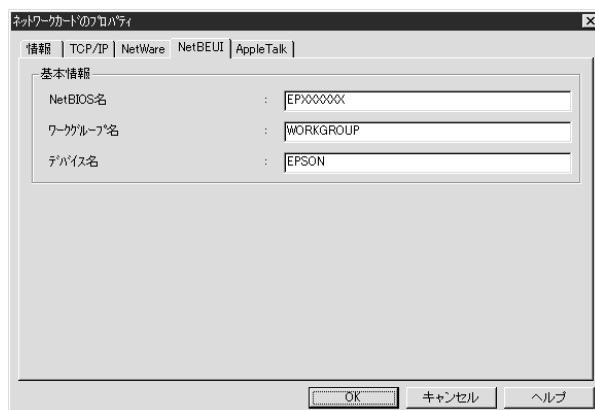 ﾈｯﾄﾜｰｸｶｰﾄﾞのﾌﾟﾛﾊﾟﾃｨ
情報 TCP/IP NetWare NetBEUI AppleTalk
基本情報
NetBIOS名 : EPXXXXXX
ﾜｰｸｸﾞﾙｰﾌﾟ名 : WORKGROUP
ﾃﾞﾊﾞｲｽ名 : EPSON
OK キャンセル ヘルプ